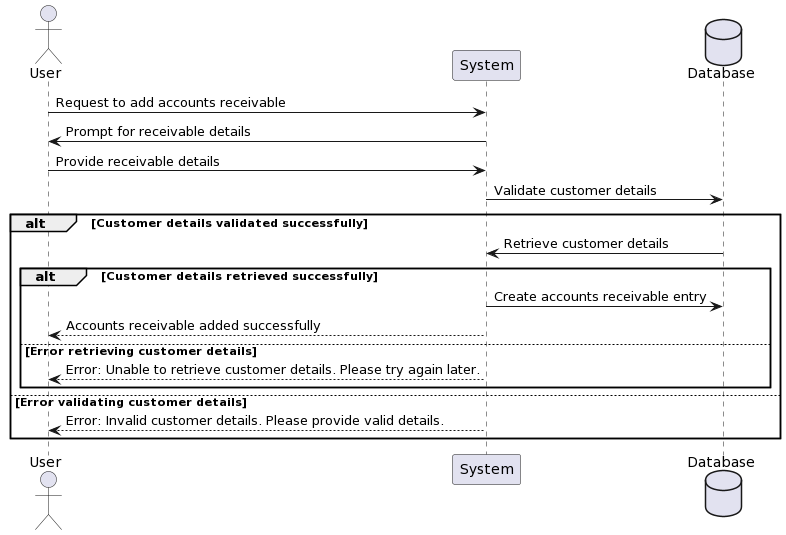 User
System
Database
Request to add accounts receivable
Prompt for receivable details
Provide receivable details
Validate customer details
alt [Customer details validated successfully]
Retrieve customer details
alt [Customer details retrieved successfully]
Create accounts receivable entry
Accounts receivable added successfully
[Error retrieving customer details]
Error: Unable to retrieve customer details. Please try again later.
[Error validating customer details]
Error: Invalid customer details. Please provide valid details.
User
System
Database